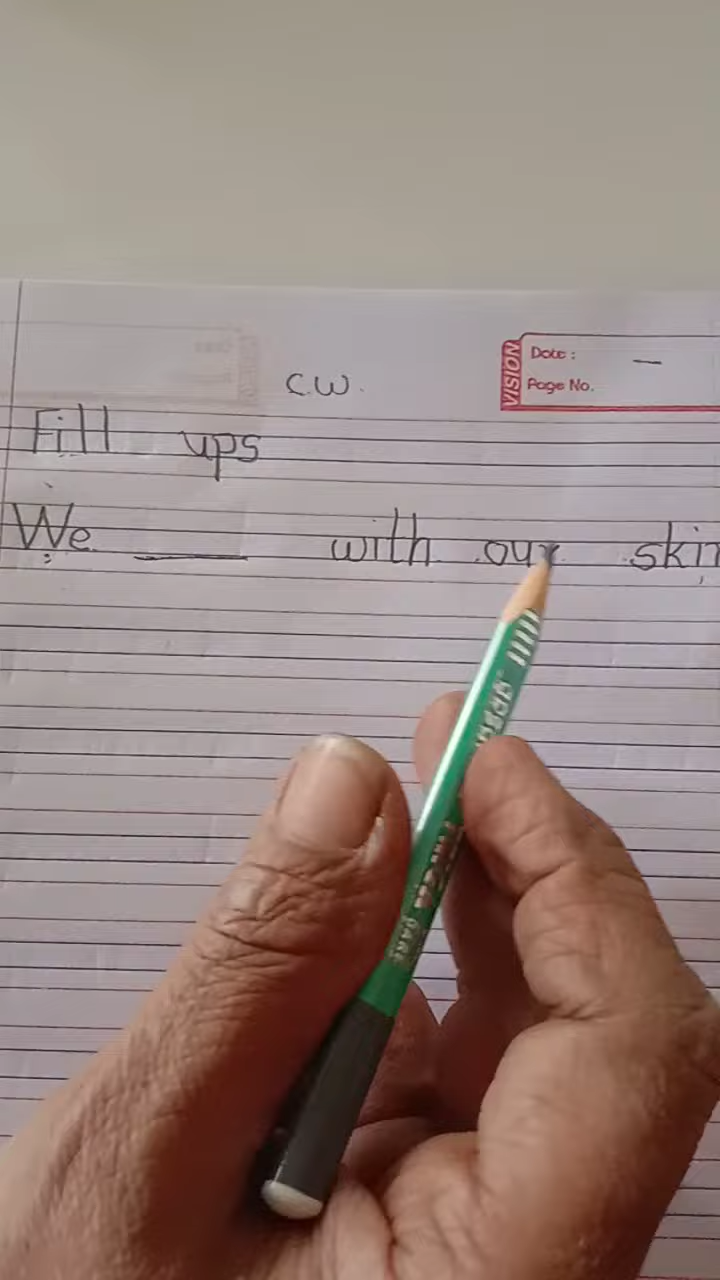 C.W.
VISION
Date : —
Page No.
Fill ups
We ____ with our skin